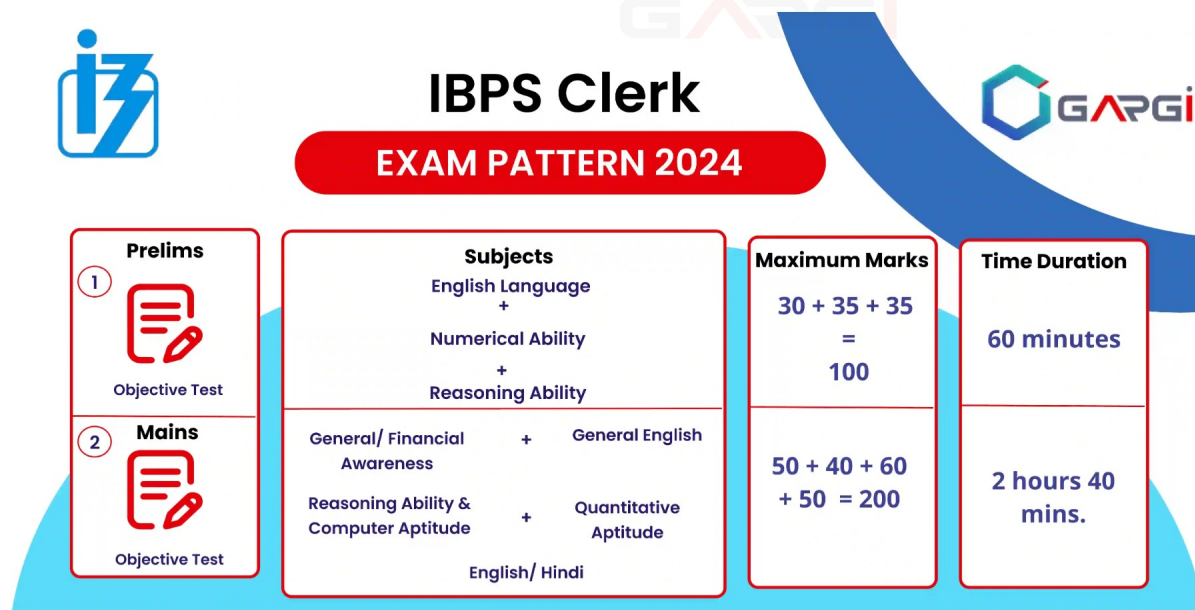 GARGI
IBPS Clerk
GARGI
EXAM PATTERN 2024
Prelims
1
Objective Test
Subjects
English Language
+
Numerical Ability
+
Reasoning Ability
Maximum Marks
30 + 35 + 35
=
100
Time Duration
60 minutes
2
Mains
Objective Test
General/ Financial
Awareness
+
General English
Reasoning Ability &
Computer Aptitude
+
Quantitative
Aptitude
English/ Hindi
50 + 40 + 60
+ 50 = 200
2 hours 40
mins.